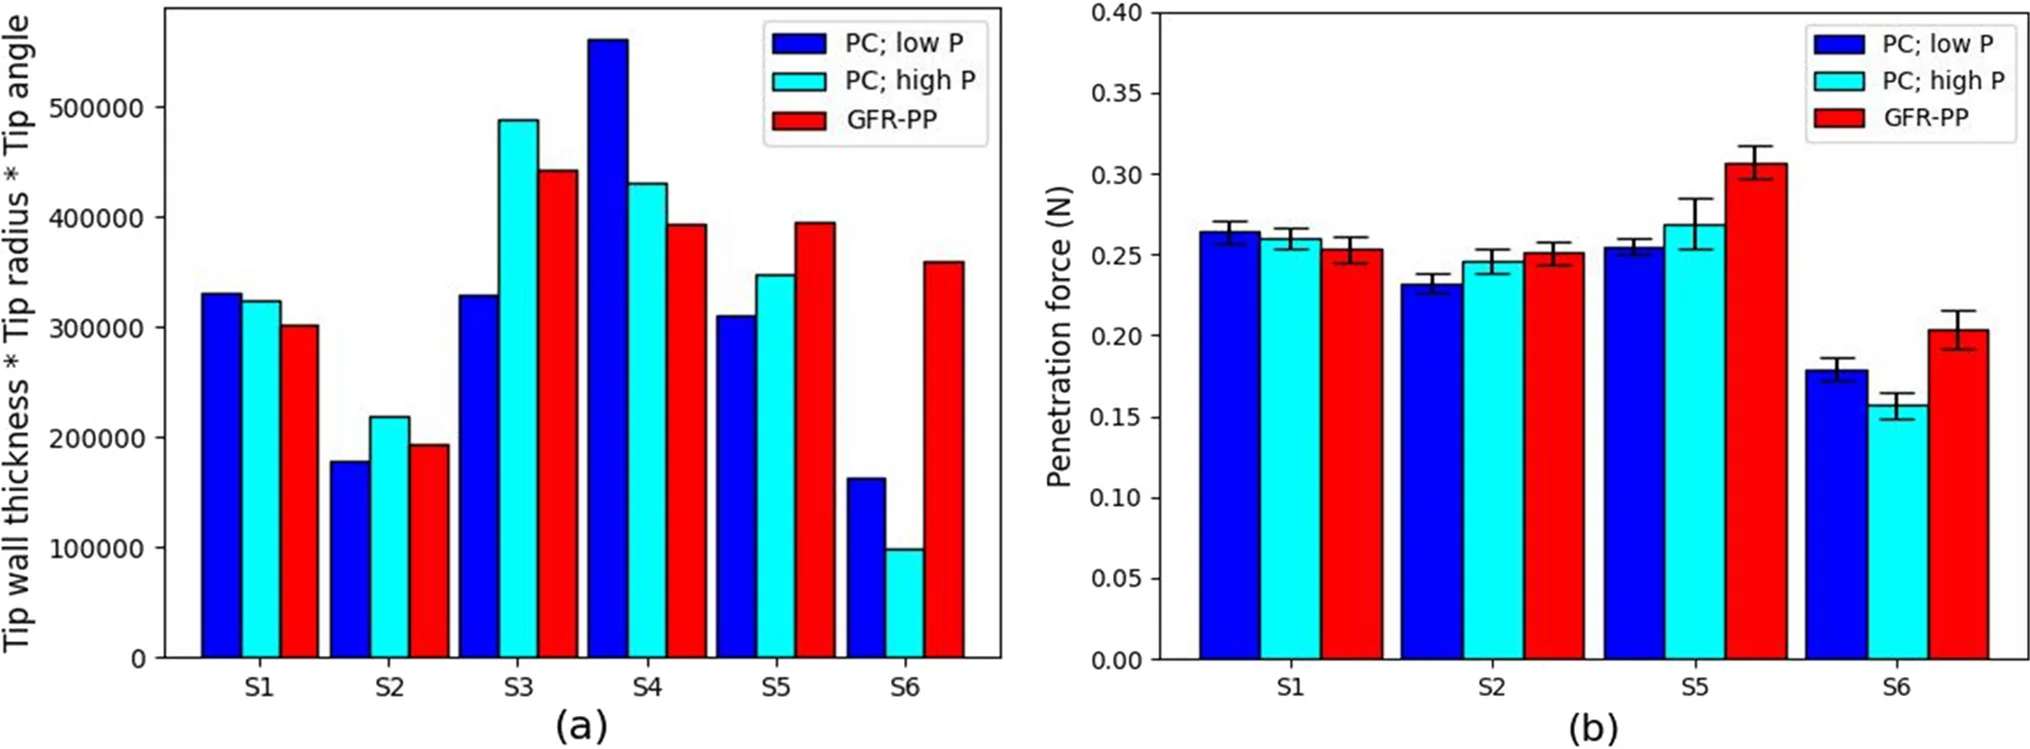 Tip wall thickness * Tip radius * Tip angle
500000
400000
300000
200000
100000
0
PC; low P
PC; high P
GFR-PP
S1 S2 S3 S4 S5 S6
(a)
Penetration force (N)
0.40
0.35
0.30
0.25
0.20
0.15
0.10
0.05
0.00
PC; low P
PC; high P
GFR-PP
S1 S2 S5 S6
(b)